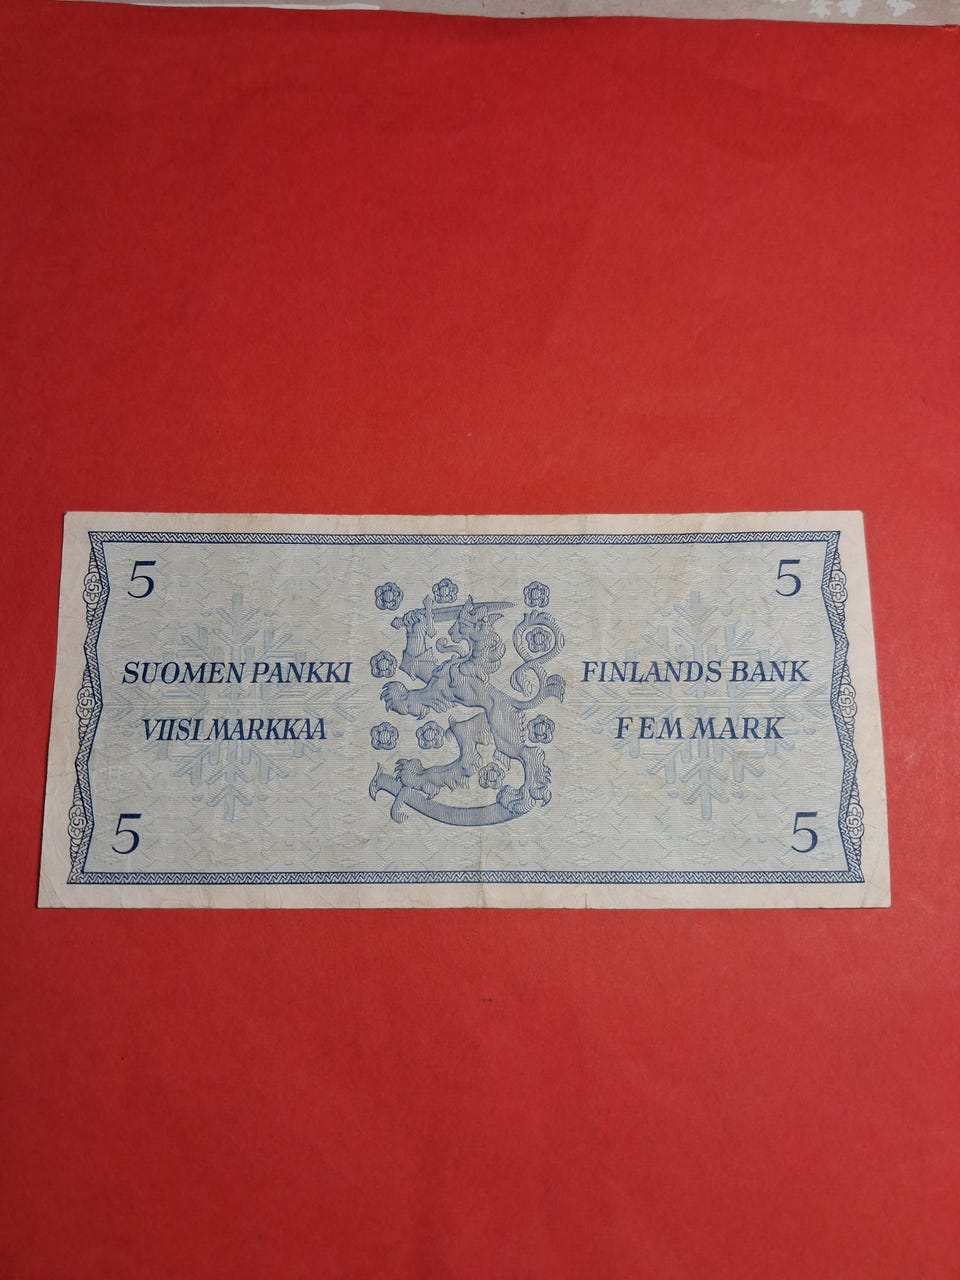 5 5
SUOMEN PANKKI FINLANDS BANK
VIISI MARKKAA FEM MARK
5 5